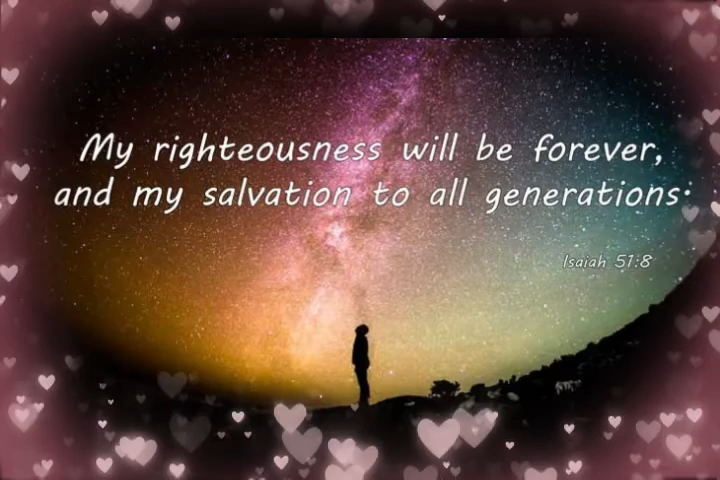 My righteousness will be forever,
and my salvation to all generations.
Isaiah 51:8